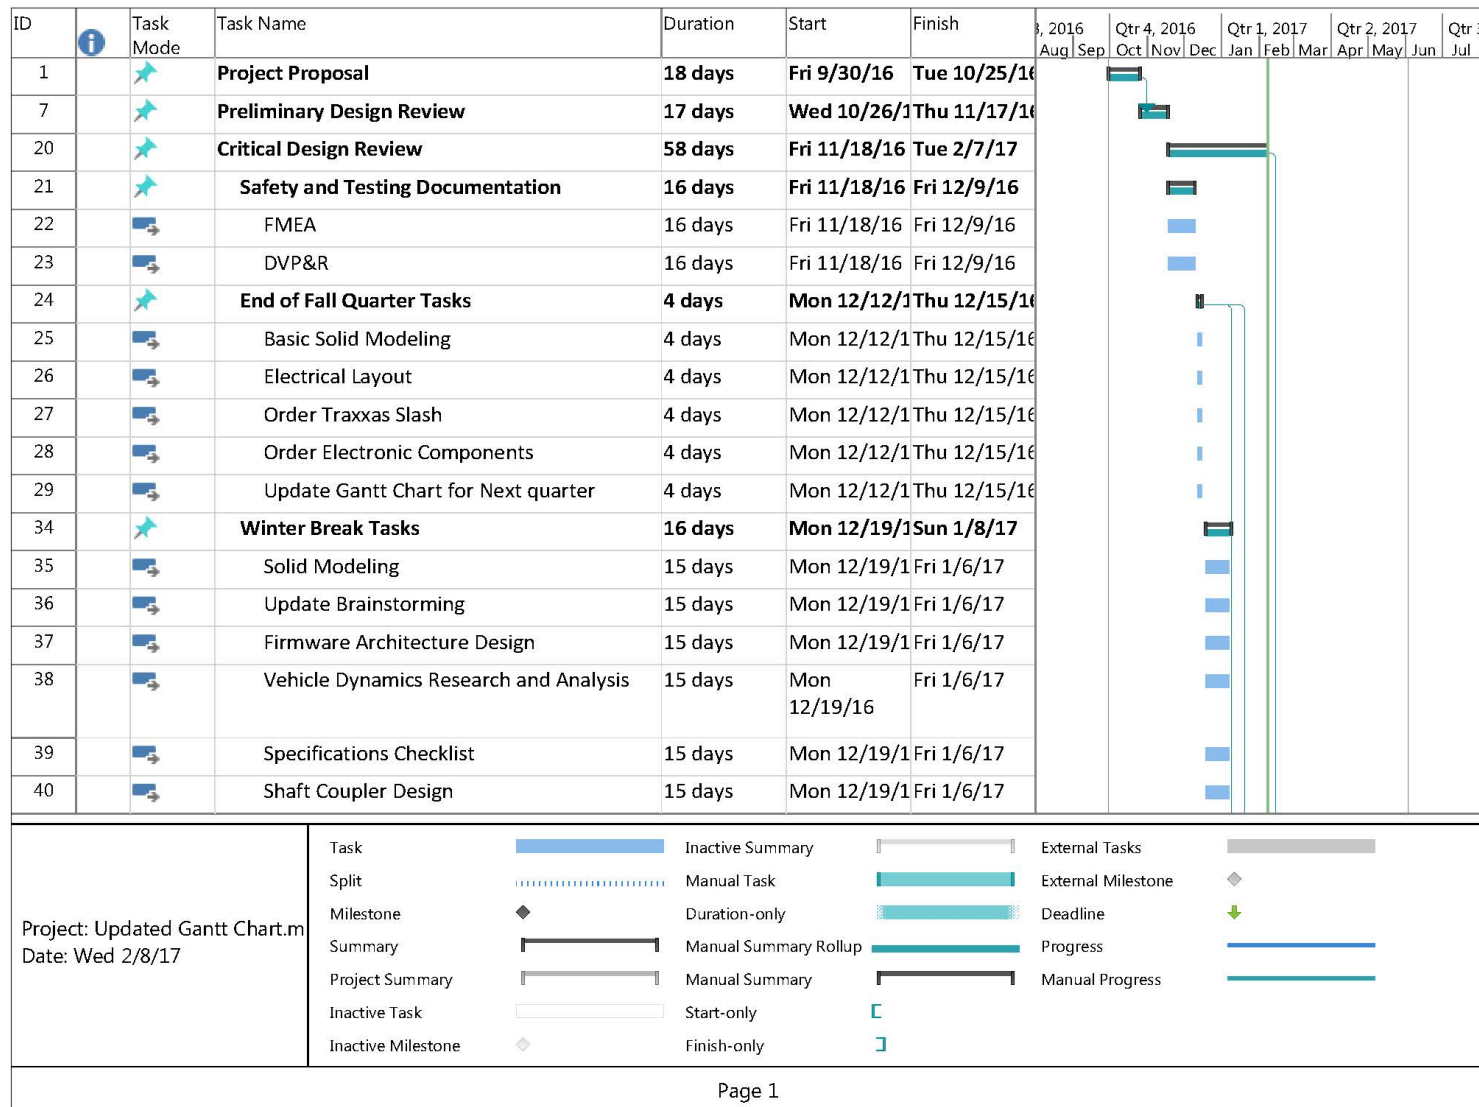 ID Task Mode Task Name Duration Start Finish 3, 2016 Qtr 4, 2016 Qtr 1, 2017 Qtr 2, 2017 Qtr 3
Aug Sep Oct Nov Dec Jan Feb Mar Apr May Jun Jul
1 Project Proposal 18 days Fri 9/30/16 Tue 10/25/16
7 Preliminary Design Review 17 days Wed 10/26/1 Thu 11/17/16
20 Critical Design Review 58 days Fri 11/18/16 Tue 2/7/17
21 Safety and Testing Documentation 16 days Fri 11/18/16 Fri 12/9/16
22 FMEA 16 days Fri 11/18/16 Fri 12/9/16
23 DVP&R 16 days Fri 11/18/16 Fri 12/9/16
24 End of Fall Quarter Tasks 4 days Mon 12/12/1 Thu 12/15/16
25 Basic Solid Modeling 4 days Mon 12/12/1 Thu 12/15/16
26 Electrical Layout 4 days Mon 12/12/1 Thu 12/15/16
27 Order Traxxas Slash 4 days Mon 12/12/1 Thu 12/15/16
28 Order Electronic Components 4 days Mon 12/12/1 Thu 12/15/16
29 Update Gantt Chart for Next quarter 4 days Mon 12/12/1 Thu 12/15/16
34 Winter Break Tasks 16 days Mon 12/19/1 Sun 1/8/17
35 Solid Modeling 15 days Mon 12/19/1 Fri 1/6/17
36 Update Brainstorming 15 days Mon 12/19/1 Fri 1/6/17
37 Firmware Architecture Design 15 days Mon 12/19/1 Fri 1/6/17
38 Vehicle Dynamics Research and Analysis 15 days Mon 12/19/16 Fri 1/6/17
39 Specifications Checklist 15 days Mon 12/19/1 Fri 1/6/17
40 Shaft Coupler Design 15 days Mon 12/19/1 Fri 1/6/17
Project: Updated Gantt Chart.m
Date: Wed 2/8/17
Task Inactive Summary External Tasks
Split Manual Task External Milestone
Milestone Duration-only Deadline
Summary Manual Summary Rollup Progress
Project Summary Manual Summary Manual Progress
Inactive Task Start-only
Inactive Milestone Finish-only
Page 1